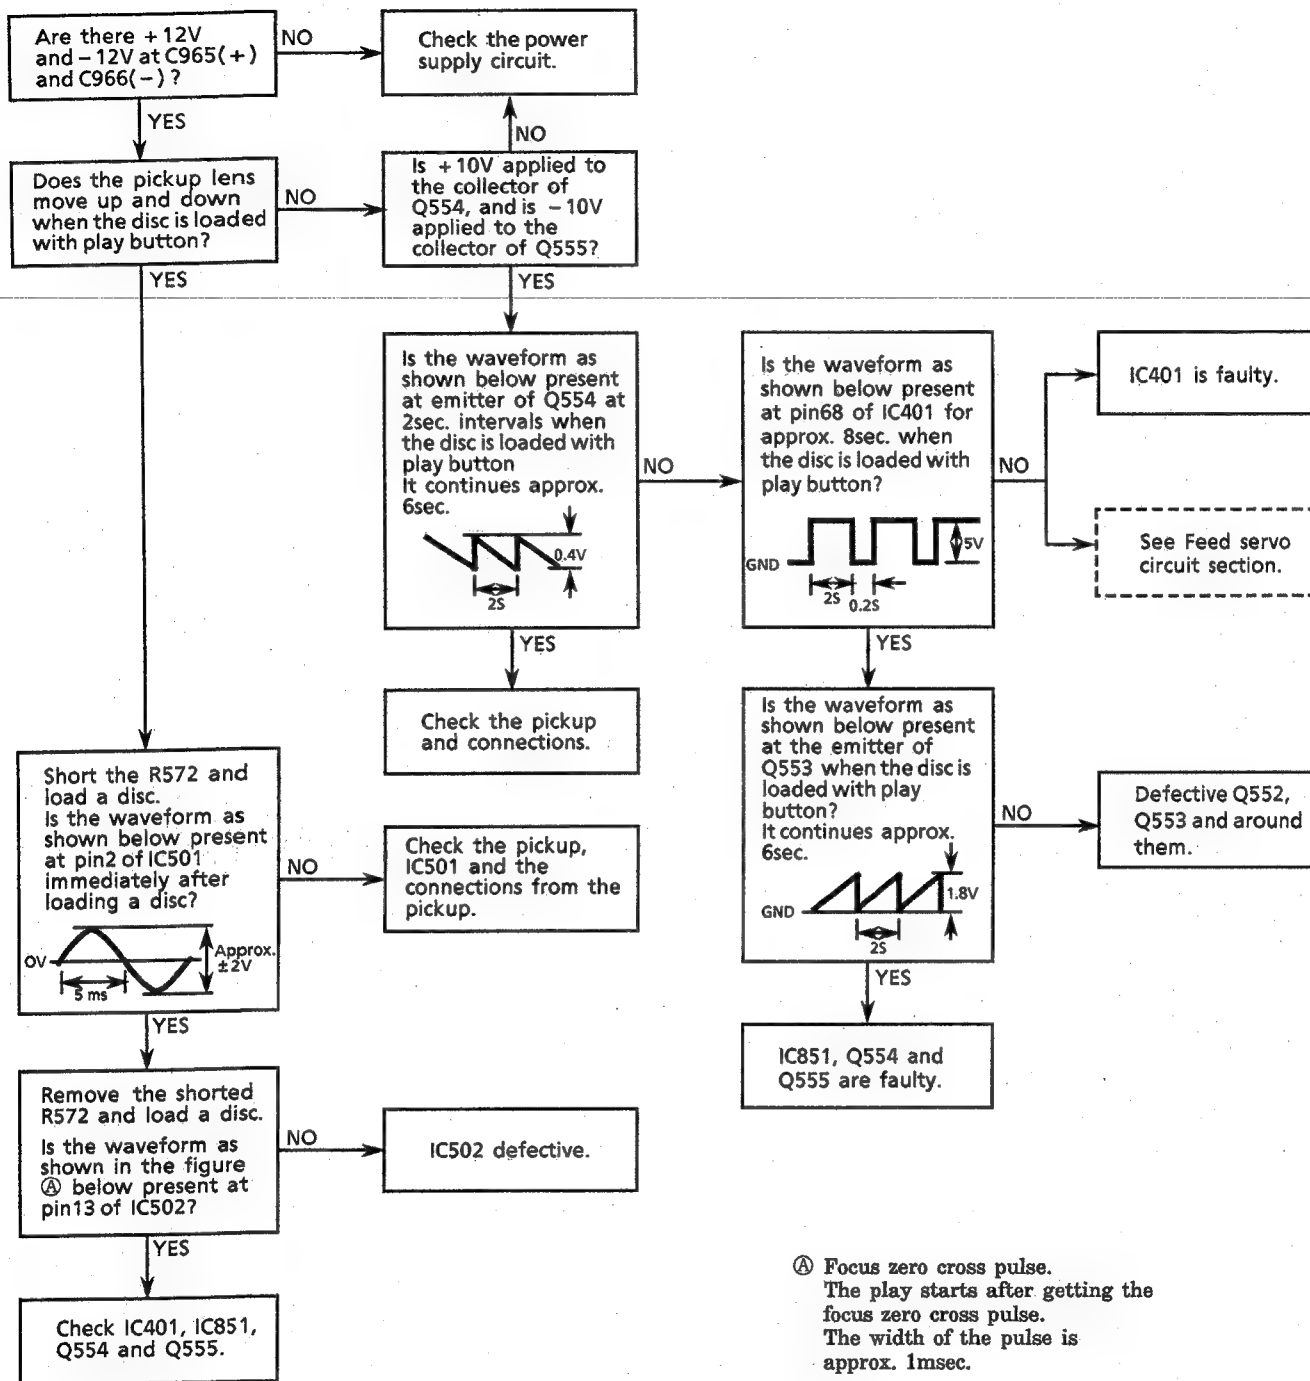 Are there +12V
and −12V at C965(+)
and C966(−)?
NO
Check the power
supply circuit.
YES
NO
Does the pickup lens
move up and down
when the disc is loaded
with play button?
NO
Is +10V applied to
the collector of
Q554, and is −10V
applied to the
collector of Q555?
YES
YES
Is the waveform as
shown below present
at emitter of Q554 at
2sec. intervals when
the disc is loaded with
play button
It continues approx.
6sec.
0.4V
2S
NO
Is the waveform as
shown below present
at pin68 of IC401 for
approx. 8sec. when
the disc is loaded with
play button?
GND
5V
2S
0.2S
NO
IC401 is faulty.
See Feed servo
circuit section.
YES
YES
Check the pickup
and connections.
Is the waveform as
shown below present
at the emitter of
Q553 when the disc is
loaded with play
button?
It continues approx.
6sec.
GND
1.8V
2S
NO
Defective Q552,
Q553 and around
them.
YES
IC851, Q554 and
Q555 are faulty.
Short the R572 and
load a disc.
Is the waveform as
shown below present
at pin2 of IC501
immediately after
loading a disc?
0V
Approx.
±2V
5 ms
NO
Check the pickup,
IC501 and the
connections from the
pickup.
YES
Remove the shorted
R572 and load a disc.
Is the waveform as
shown in the figure
Ⓐ below present at
pin13 of IC502?
NO
IC502 defective.
YES
Check IC401, IC851,
Q554 and Q555.
Ⓐ Focus zero cross pulse.
The play starts after getting the
focus zero cross pulse.
The width of the pulse is
approx. 1msec.